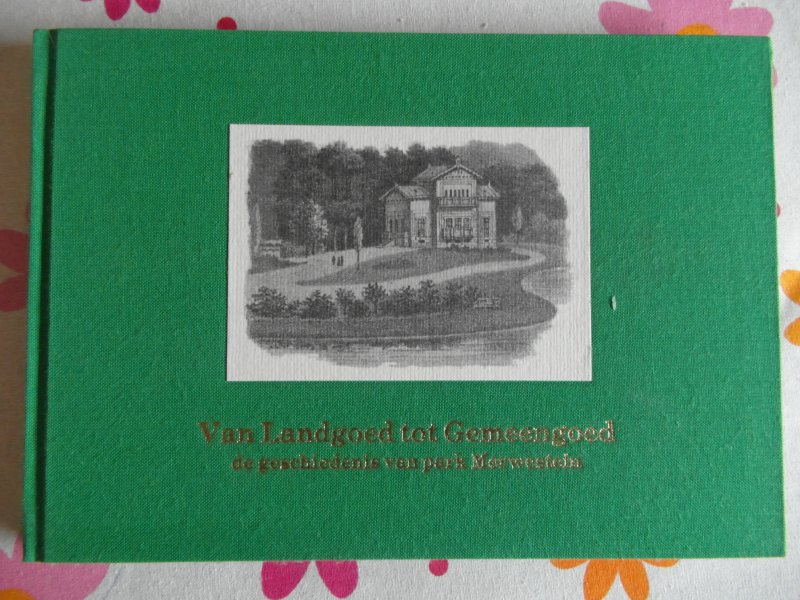 Van Landgoed tot Gemeengoed
de geschiedenis van park Merwestein